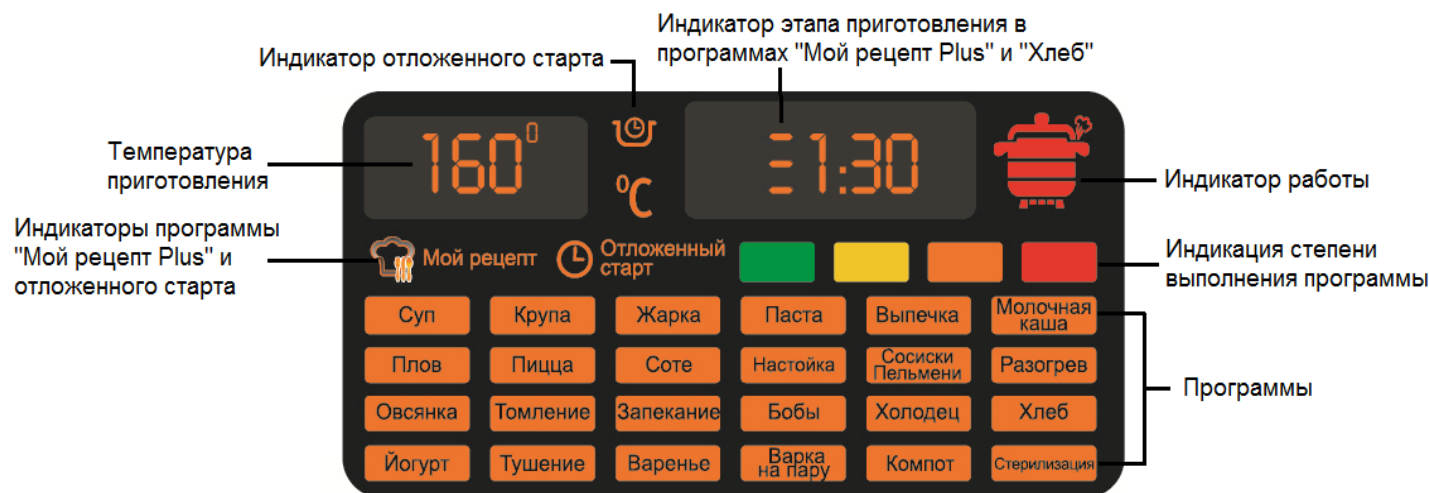 Индикатор этапа приготовления в
программах "Мой рецепт Plus" и "Хлеб"
Индикатор отложенного старта
Температура
приготовления
160°
°C
1:30
Индикатор работы
Индикаторы программы
"Мой рецепт Plus" и
отложенного старта
Мой рецепт
Отложенный
старт
Индикация степени
выполнения программы
Суп
Крупа
Жарка
Паста
Выпечка
Молочная
каша
Плов
Пицца
Соте
Настойка
Сосиски
Пельмени
Разогрев
Программы
Овсянка
Томление
Запекание
Бобы
Холодец
Хлеб
Йогурт
Тушение
Варенье
Варка
на пару
Компот
Стерилизация